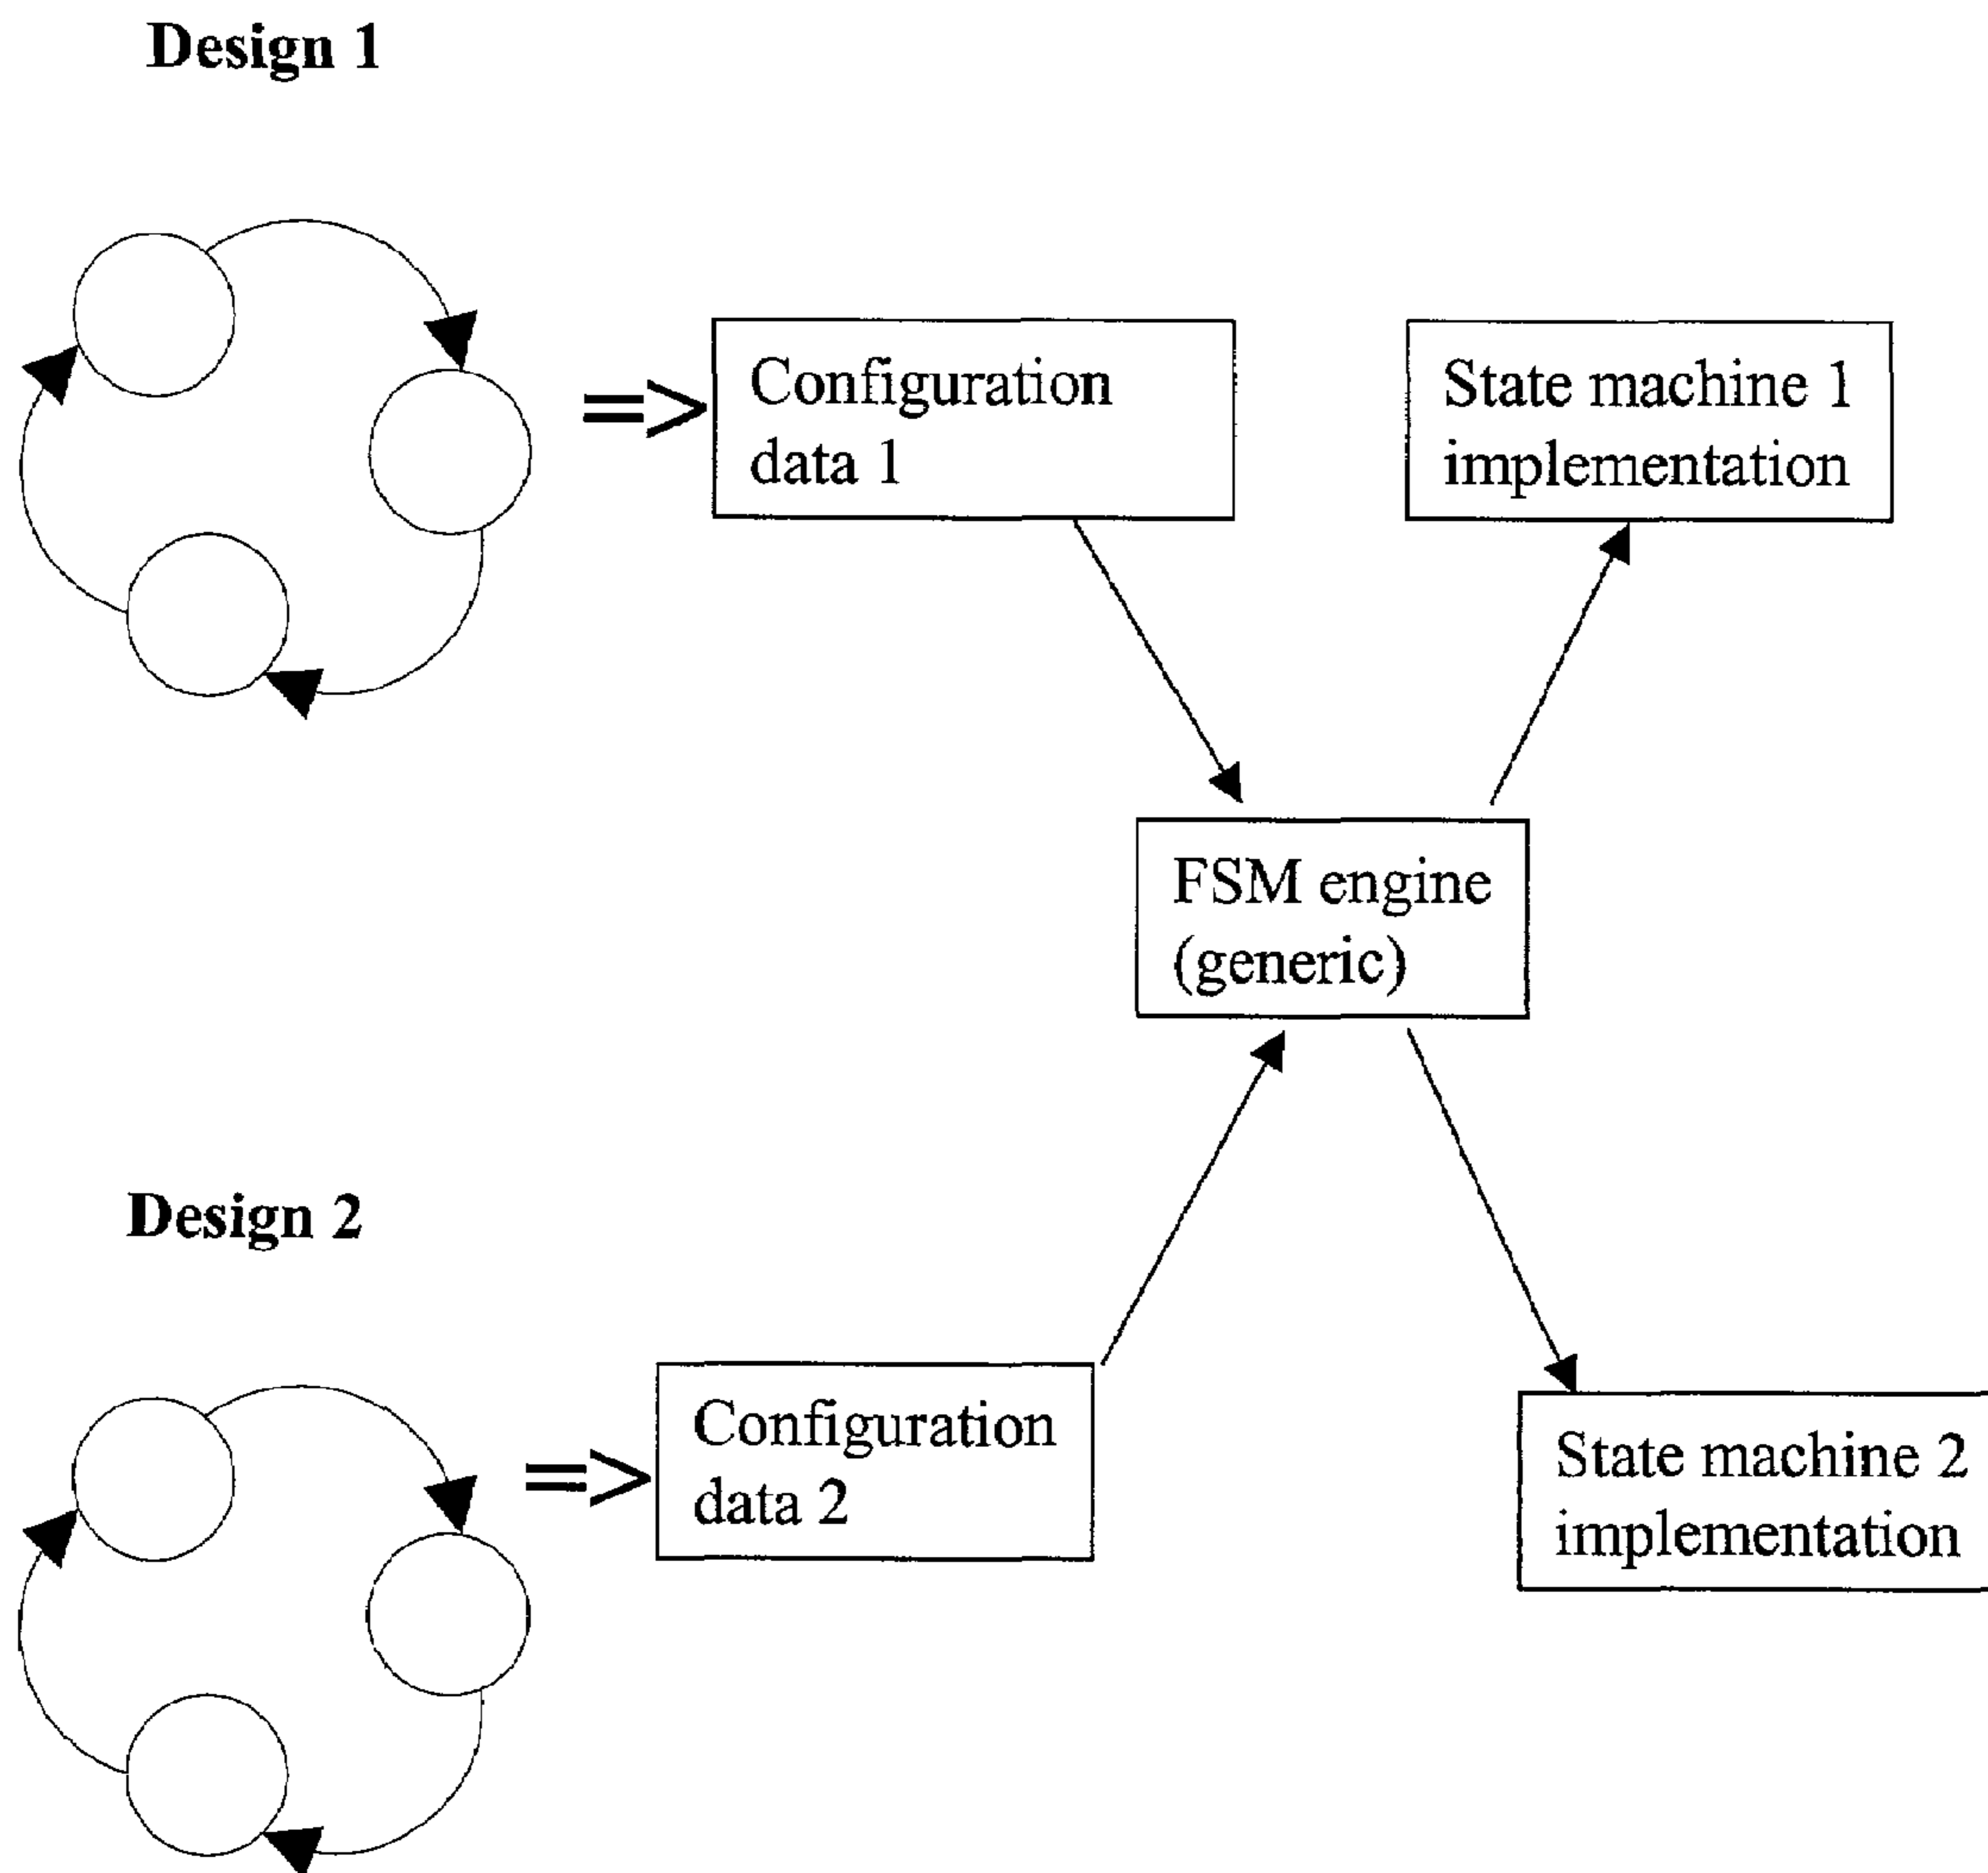 Design 1
Configuration
data 1
State machine 1
implementation
FSM engine
(generic)
Design 2
Configuration
data 2
State machine 2
implementation